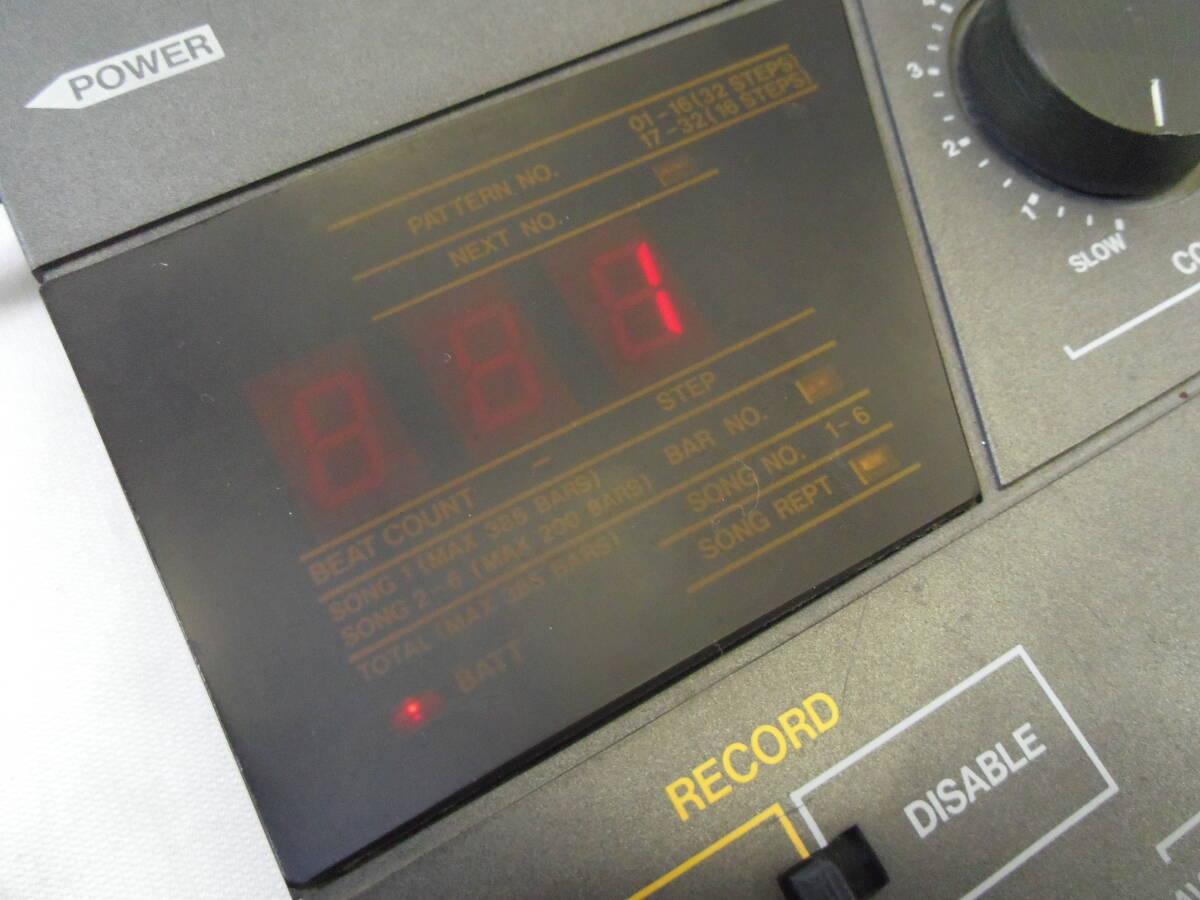 POWER
PATTERN NO.
01-16(32 STEPS)
17-32(16 STEPS)
NEXT NO.
1
BEAT COUNT - STEP
SONG 1 (MAX 385 BARS)
SONG 2-6 (MAX 200 BARS)
BAR NO.
TOTAL (MAX 385 BARS)
SONG NO. 1-6
SONG REPT
BATT
3
2
1
SLOW
RECORD
DISABLE